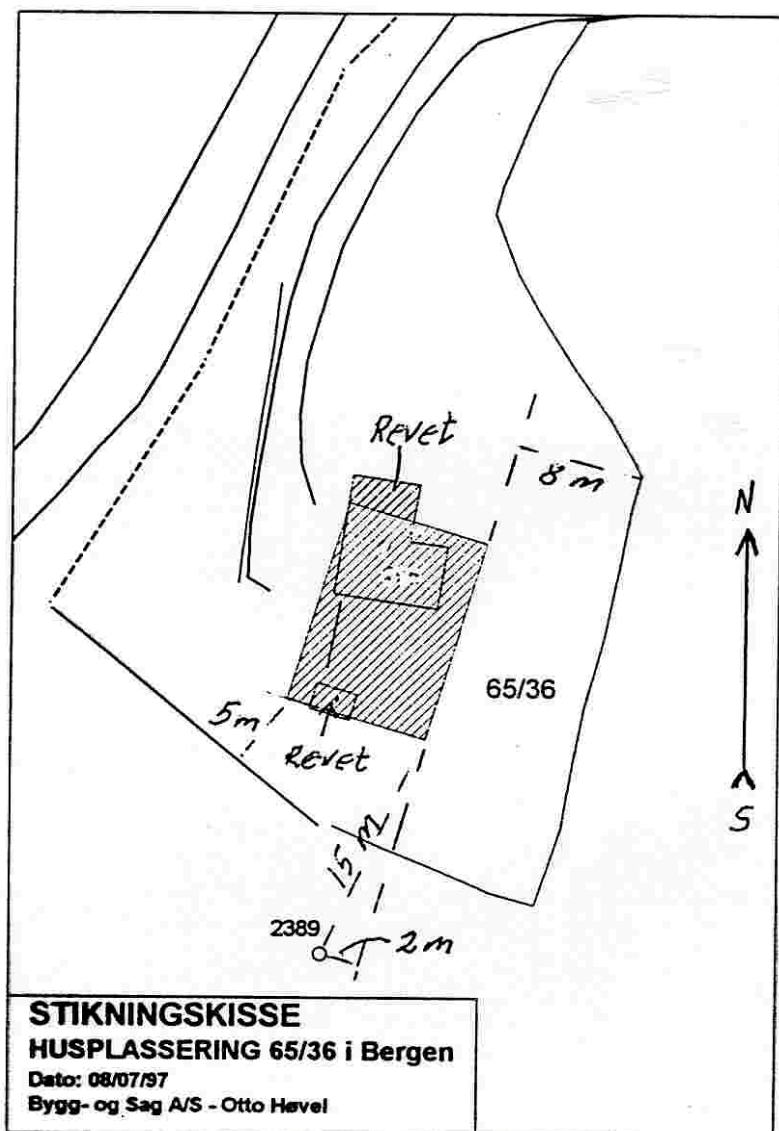 Revet
8 m
N
65/36
S
5m
Revet
15 m
2389
2 m
STIKNINGSKISSE
HUSPLASSERING 65/36 i Bergen
Dato: 08/07/97
Bygg- og Sag A/S - Otto Høvel